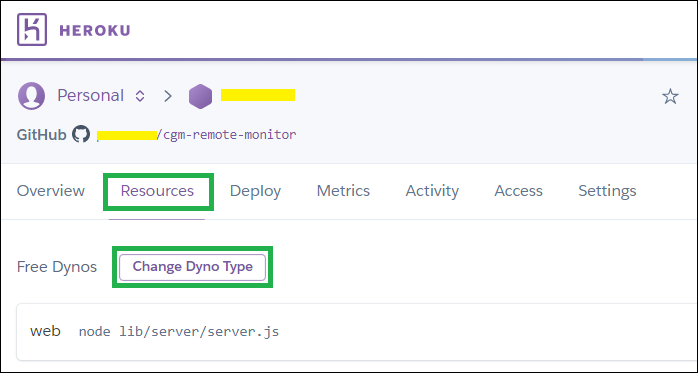 HEROKU
Personal
GitHub /cgm-remote-monitor
Overview Resources Deploy Metrics Activity Access Settings
Free Dynos Change Dyno Type
web node lib/server/server.js